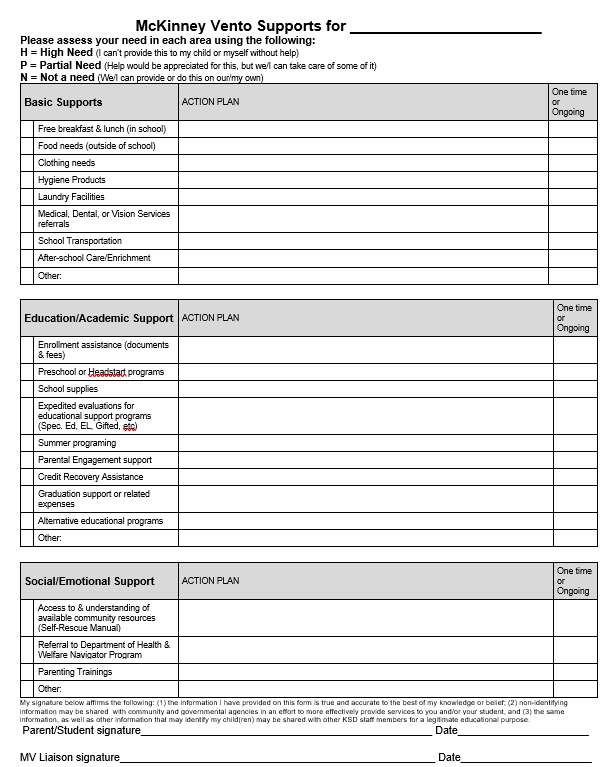 McKinney Vento Supports for ____________________
Please assess your need in each area using the following:
H = High Need (I can't provide this to my child or myself without help)
P = Partial Need (Help would be appreciated for this, but we/I can take care of some of it)
N = Not a need (We/I can provide or do this on our/my own)
Basic Supports ACTION PLAN One time
or
Ongoing
Free breakfast & lunch (in school)
Food needs (outside of school)
Clothing needs
Hygiene Products
Laundry Facilities
Medical, Dental, or Vision Services
referrals
School Transportation
After-school Care/Enrichment
Other:
Education/Academic Support ACTION PLAN One time
or
Ongoing
Enrollment assistance (documents
& fees)
Preschool or Headstart programs
School supplies
Expedited evaluations for
educational support programs
(Spec. Ed, EL, Gifted, etc)
Summer programing
Parental Engagement support
Credit Recovery Assistance
Graduation support or related
expenses
Alternative educational programs
Other:
Social/Emotional Support ACTION PLAN One time
or
Ongoing
Access to & understanding of
available community resources
(Self-Rescue Manual)
Referral to Department of Health &
Welfare Navigator Program
Parenting Trainings
Other:
My signature below affirms the following: (1) the information I have provided on this form is true and accurate to the best of my knowledge or belief; (2) non-identifying
information may be shared with community and governmental agencies in an effort to more effectively provide services to you and/or your student, and (3) the same
information, as well as other information that may identify my child(ren) may be shared with other KSD staff members for a legitimate educational purpose.
Parent/Student signature____________________ Date__________
MV Liaison signature____________________ Date__________